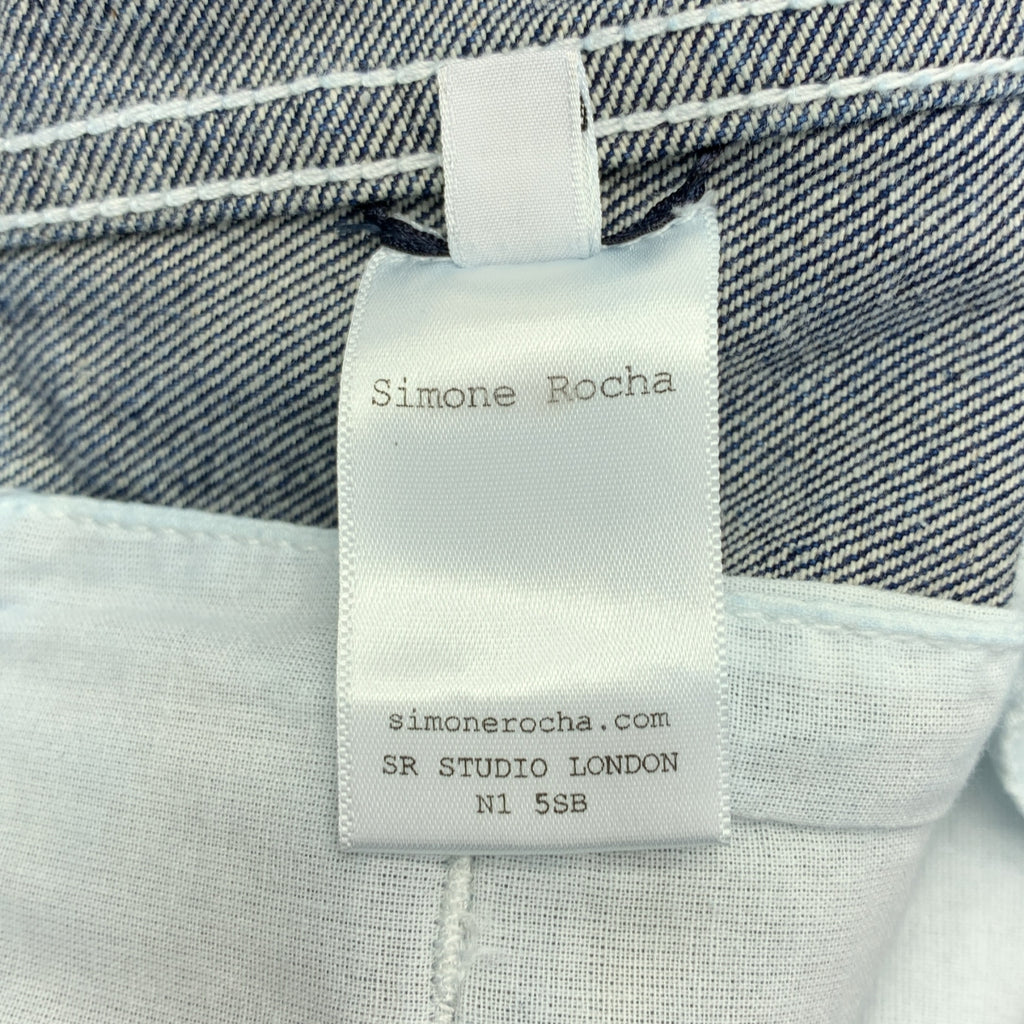 Simone Rocha
simonerocha.com
SR STUDIO LONDON
N1 5SB